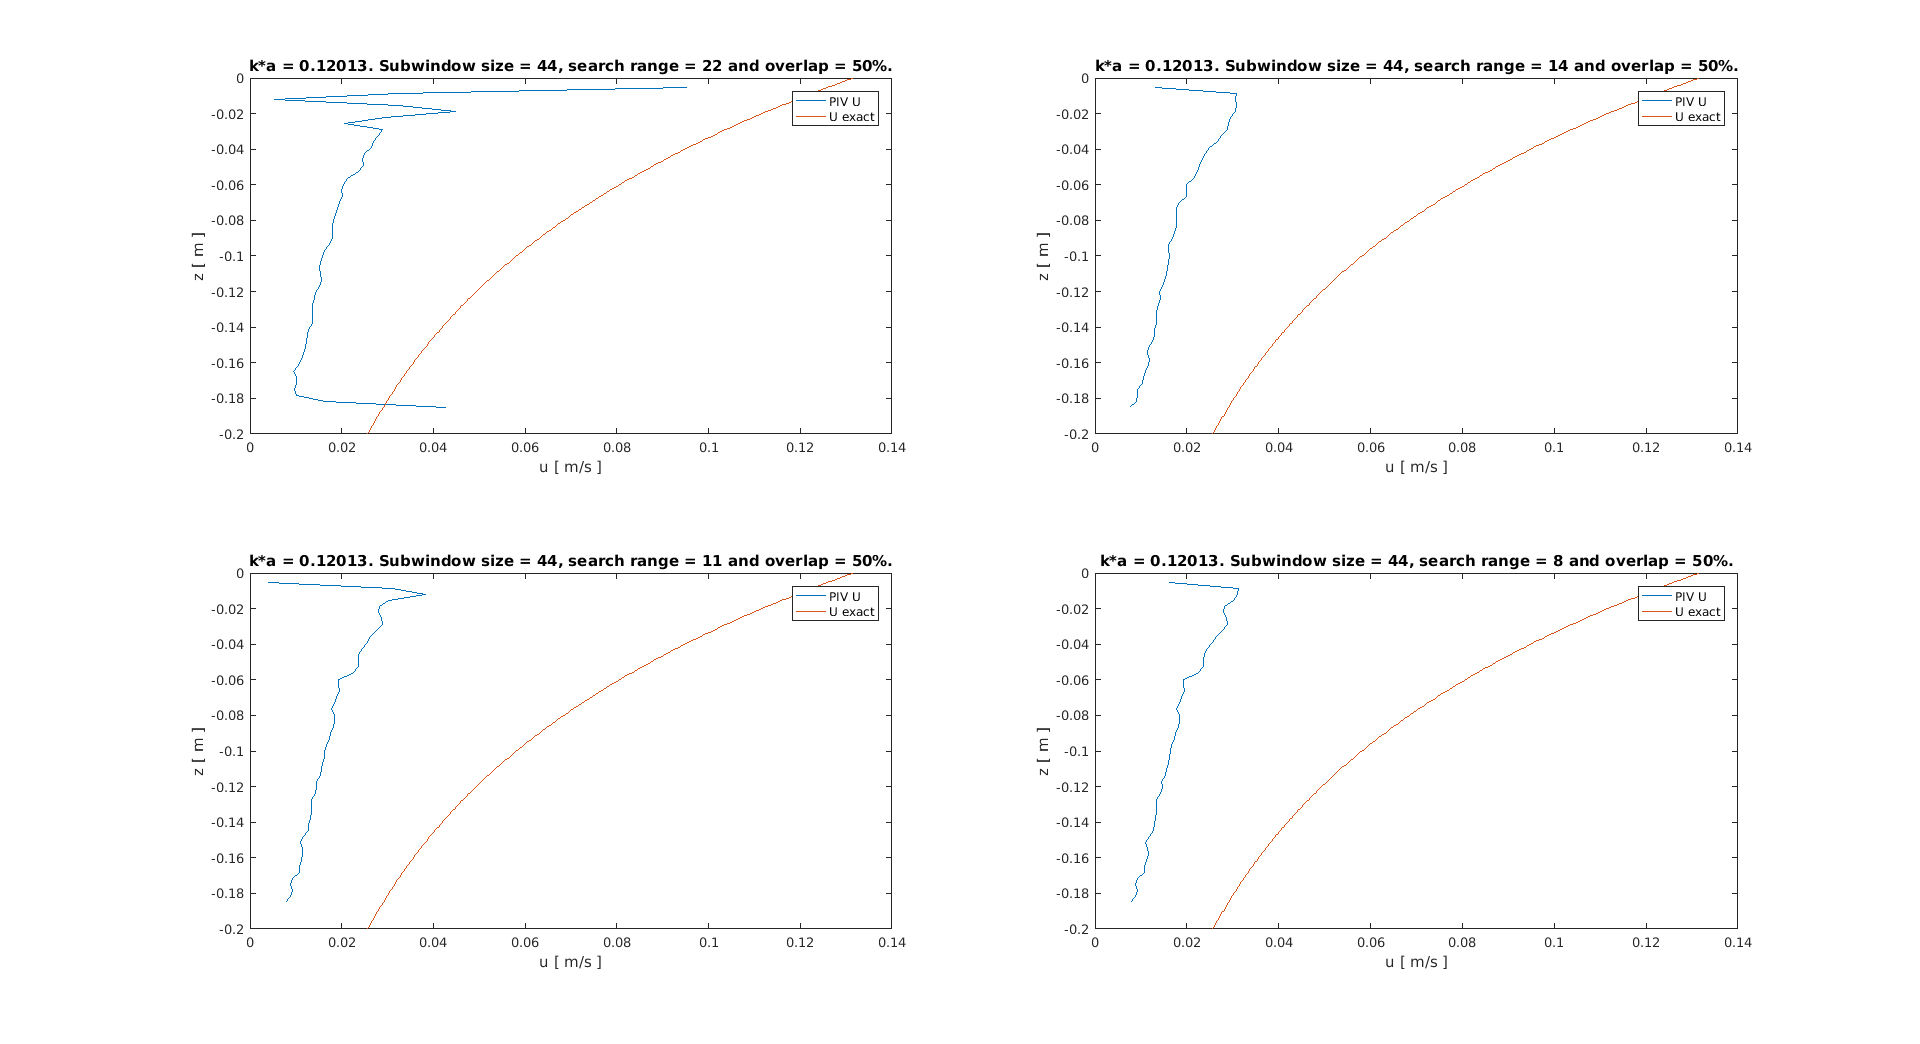 k*a = 0.12013. Subwindow size = 44, search range = 22 and overlap = 50%.
0
-0.02
-0.04
-0.06
-0.08
-0.1
-0.12
-0.14
-0.16
-0.18
-0.2
z [ m ]
0 0.02 0.04 0.06 0.08 0.1 0.12 0.14
u [ m/s ]
PIV U
U exact
k*a = 0.12013. Subwindow size = 44, search range = 14 and overlap = 50%.
0
-0.02
-0.04
-0.06
-0.08
-0.1
-0.12
-0.14
-0.16
-0.18
-0.2
z [ m ]
0 0.02 0.04 0.06 0.08 0.1 0.12 0.14
u [ m/s ]
PIV U
U exact
k*a = 0.12013. Subwindow size = 44, search range = 11 and overlap = 50%.
0
-0.02
-0.04
-0.06
-0.08
-0.1
-0.12
-0.14
-0.16
-0.18
-0.2
z [ m ]
0 0.02 0.04 0.06 0.08 0.1 0.12 0.14
u [ m/s ]
PIV U
U exact
k*a = 0.12013. Subwindow size = 44, search range = 8 and overlap = 50%.
0
-0.02
-0.04
-0.06
-0.08
-0.1
-0.12
-0.14
-0.16
-0.18
-0.2
z [ m ]
0 0.02 0.04 0.06 0.08 0.1 0.12 0.14
u [ m/s ]
PIV U
U exact